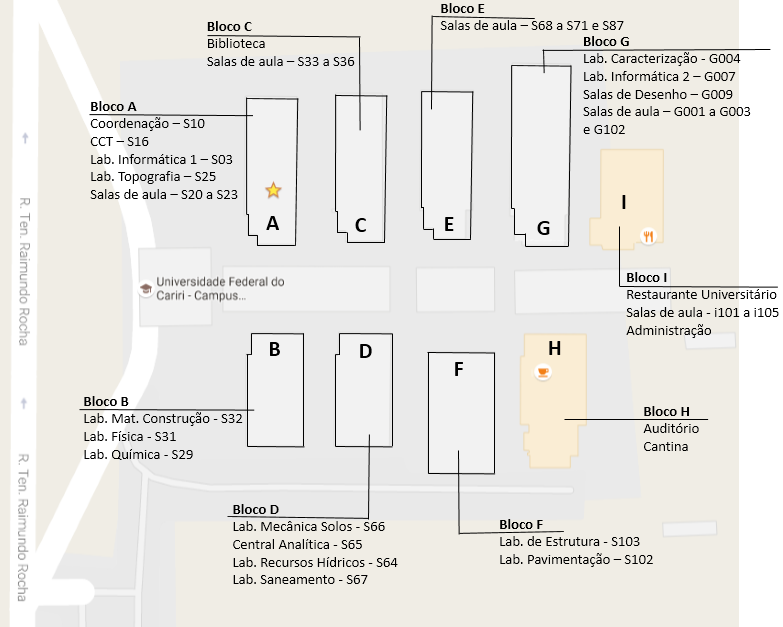 Bloco E
Salas de aula – S68 a S71 e S87
Bloco C
Biblioteca
Salas de aula – S33 a S36
Bloco G
Lab. Caracterização - G004
Lab. Informática 2 – G007
Salas de Desenho – G009
Salas de aula – G001 a G003
e G102
Bloco A
Coordenação – S10
CCT – S16
Lab. Informática 1 – S03
Lab. Topografia – S25
Salas de aula – S20 a S23
A
C
E
G
I
R. Ten. Raimundo Rocha
Universidade Federal do
Cariri - Campus...
Bloco I
Restaurante Universitário
Salas de aula - i101 a i105
Administração
B
D
F
H
Bloco B
Lab. Mat. Construção - S32
Lab. Física - S31
Lab. Química - S29
Bloco H
Auditório
Cantina
R. Ten. Raimundo Rocha
Bloco D
Lab. Mecânica Solos - S66
Central Analítica - S65
Lab. Recursos Hídricos - S64
Lab. Saneamento - S67
Bloco F
Lab. de Estrutura - S103
Lab. Pavimentação – S102